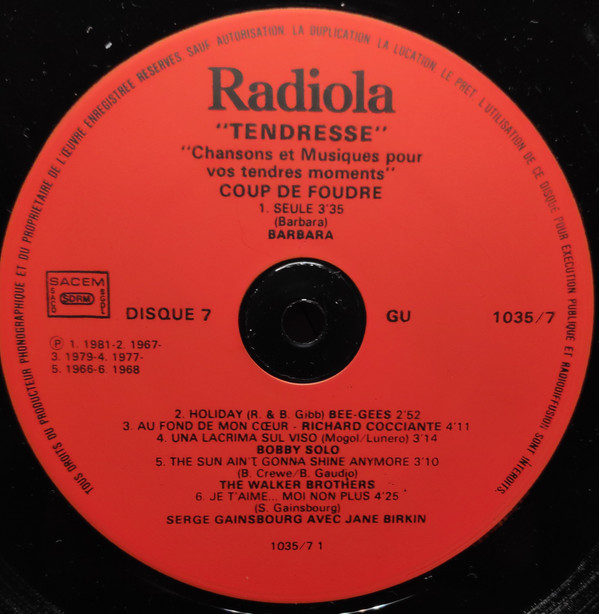 TOUS DROITS DU PRODUCTEUR PHONOGRAPHIQUE ET DU PROPRIETAIRE DE L'ŒUVRE ENREGISTREE RESERVES. SAUF AUTORISATION. LA DUPLICATION. LA LOCATION. LE PRET. L'UTILISATION DE CE DISQUE POUR EXECUTION PUBLIQUE ET RADIODIFFUSION SONT INTERDITS.
Radiola
"TENDRESSE"
"Chansons et Musiques pour
vos tendres moments"
COUP DE FOUDRE
1. SEULE 3'35
(Barbara)
BARBARA
SACEM
SACD SDRM SGDL
DISQUE 7 GU 1035/7
Ⓟ 1. 1981-2. 1967-
3. 1979-4. 1977-
5. 1966-6. 1968
2. HOLIDAY (R. & B. Gibb) BEE-GEES 2'52
3. AU FOND DE MON CŒUR - RICHARD COCCIANTE 4'11
4. UNA LACRIMA SUL VISO (Mogol/Lunero) 3'14
BOBBY SOLO
5. THE SUN AIN'T GONNA SHINE ANYMORE 3'10
(B. Crewe/B. Gaudio)
THE WALKER BROTHERS
6. JE T'AIME... MOI NON PLUS 4'25
(S. Gainsbourg)
SERGE GAINSBOURG AVEC JANE BIRKIN
1035/7 1